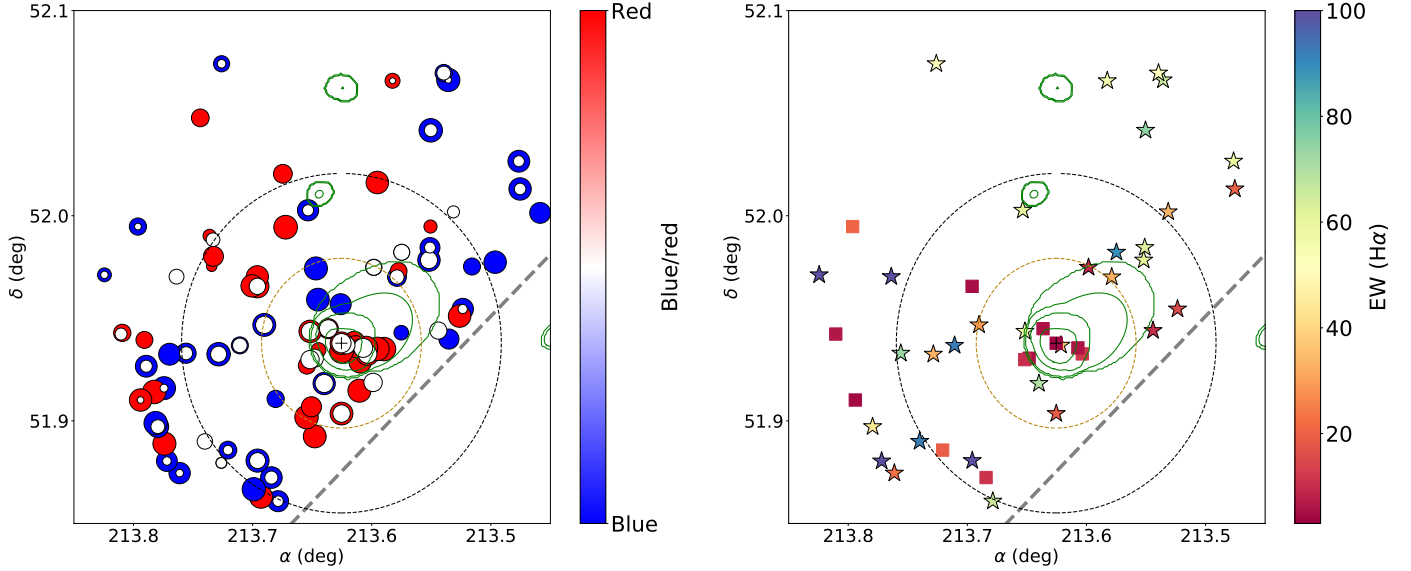 52.1
52.0
51.9
δ (deg)
213.8 213.7 213.6 213.5
α (deg)
Red
Blue
Blue/red
52.1
52.0
51.9
δ (deg)
213.8 213.7 213.6 213.5
α (deg)
100
80
60
40
20
EW (Hα)